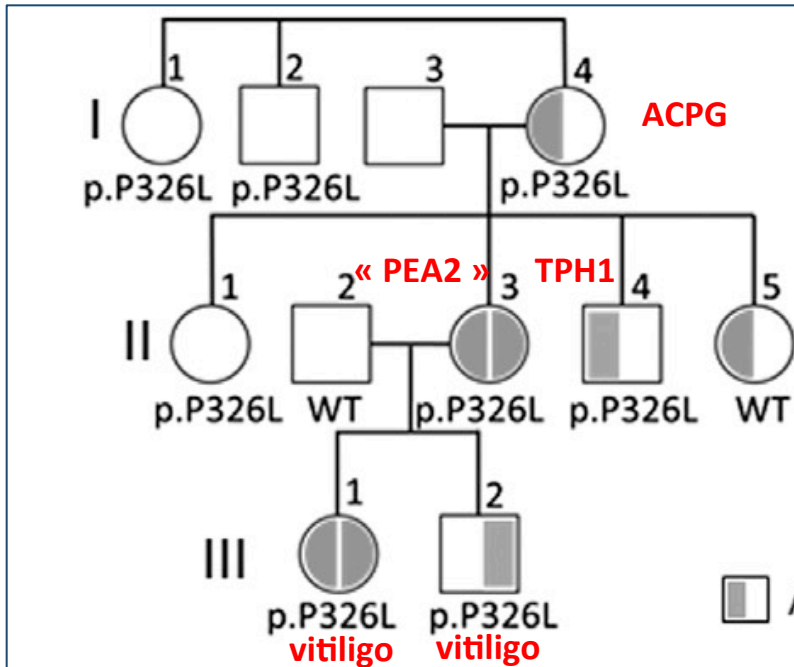 1 2 3 4
I ACPG
p.P326L p.P326L p.P326L
« PEA2 » TPH1
1 2 3 4 5
II
p.P326L WT p.P326L p.P326L WT
1 2
III
p.P326L p.P326L
vitiligo vitiligo